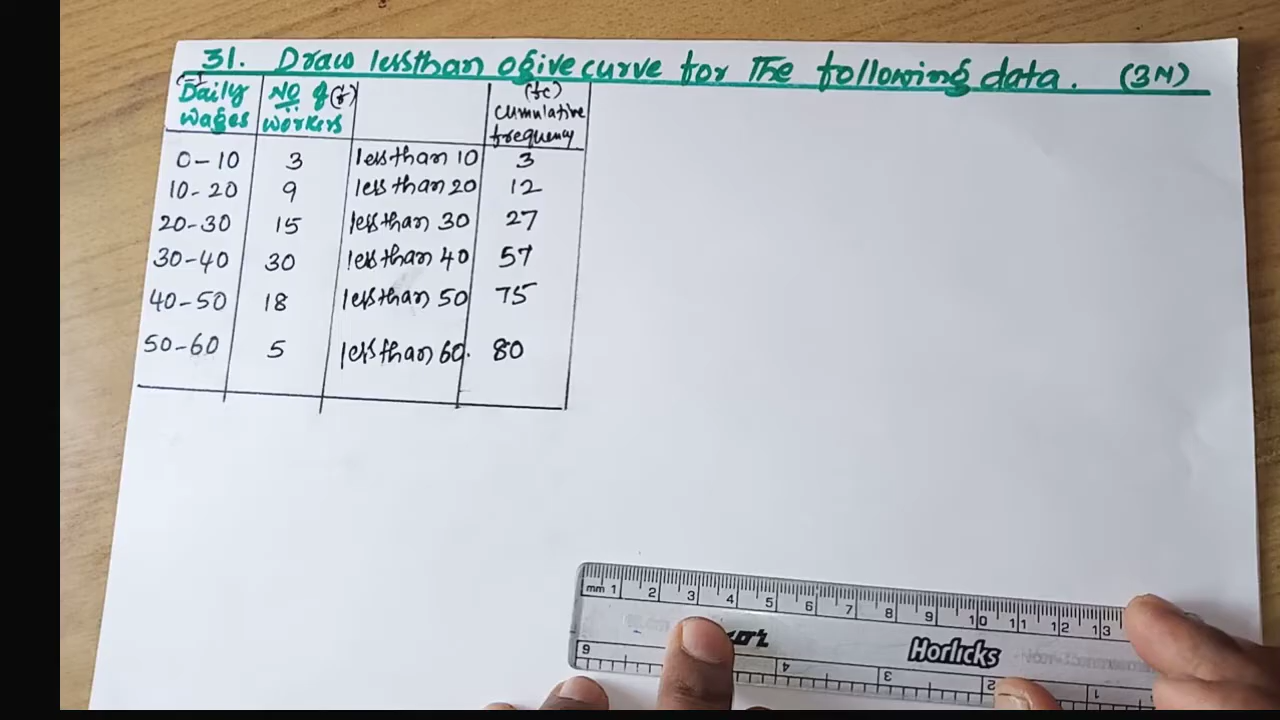 31. Draw lessthan ogive curve for The following data. (3M)
Daily wages | No of (f) workers | | (fc) cumulative frequency
0-10 3 lessthan 10 3
10-20 9 less than 20 12
20-30 15 lessthan 30 27
30-40 30 lessthan 40 57
40-50 18 lessthan 50 75
50-60 5 lessthan 60. 80
mm 1 2 3 4 5 6 7 8 9 10 11 12 13
Horlicks
6 4 3 2 1